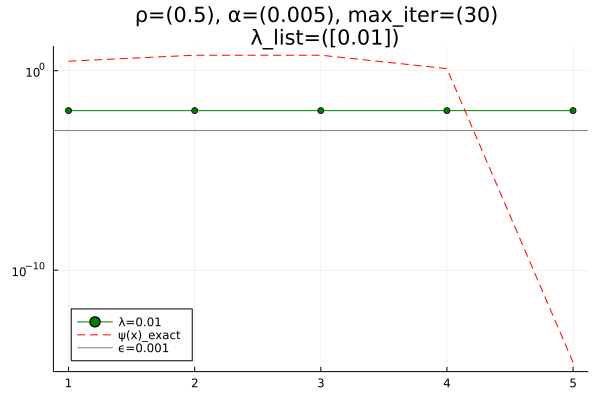 ρ=(0.5), α=(0.005), max_iter=(30)
λ_list=([0.01])
10⁰
10⁻¹⁰
λ=0.01
ψ(x)_exact
ϵ=0.001
1 2 3 4 5